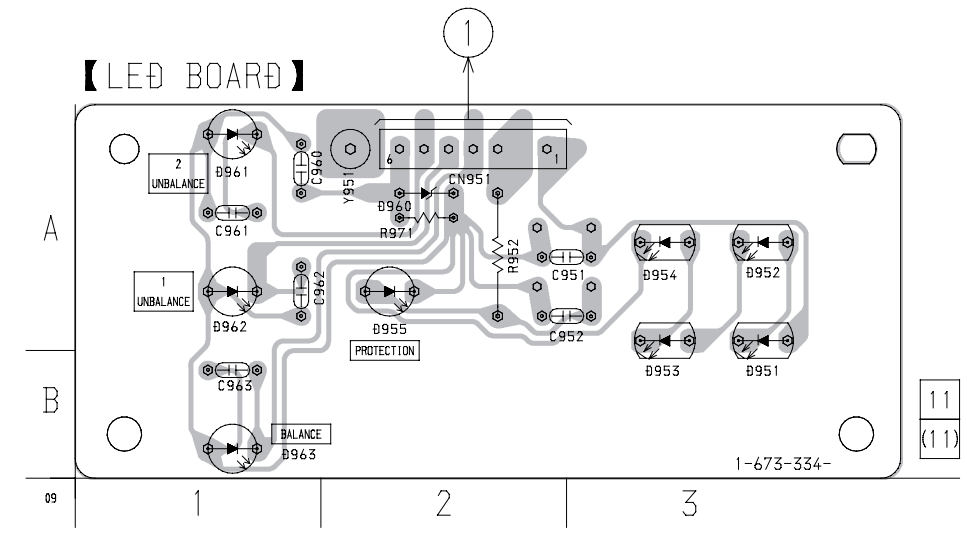 1
【LED BOARD】
D961
2
UNBALANCE
C960
Y951
6
1
CN951
D960
R971
C961
R952
A
C951
D954
D952
1
UNBALANCE
C962
D962
D955
C952
PROTECTION
D953
D951
C963
B
11
(11)
BALANCE
D963
1-673-334-
09
1
2
3